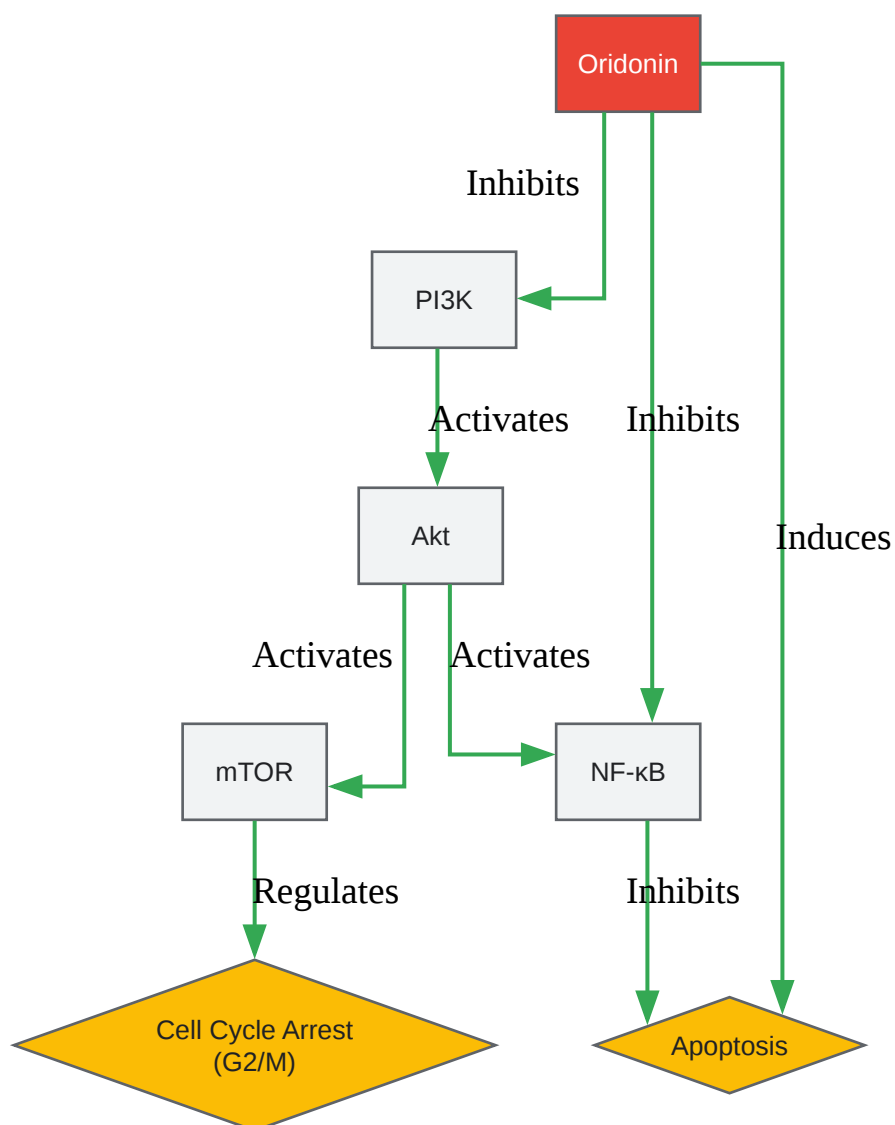 Oridonin
Inhibits
PI3K
Activates
Inhibits
Akt
Induces
Activates
Activates
mTOR
NF-κB
Regulates
Inhibits
Cell Cycle Arrest
(G2/M)
Apoptosis